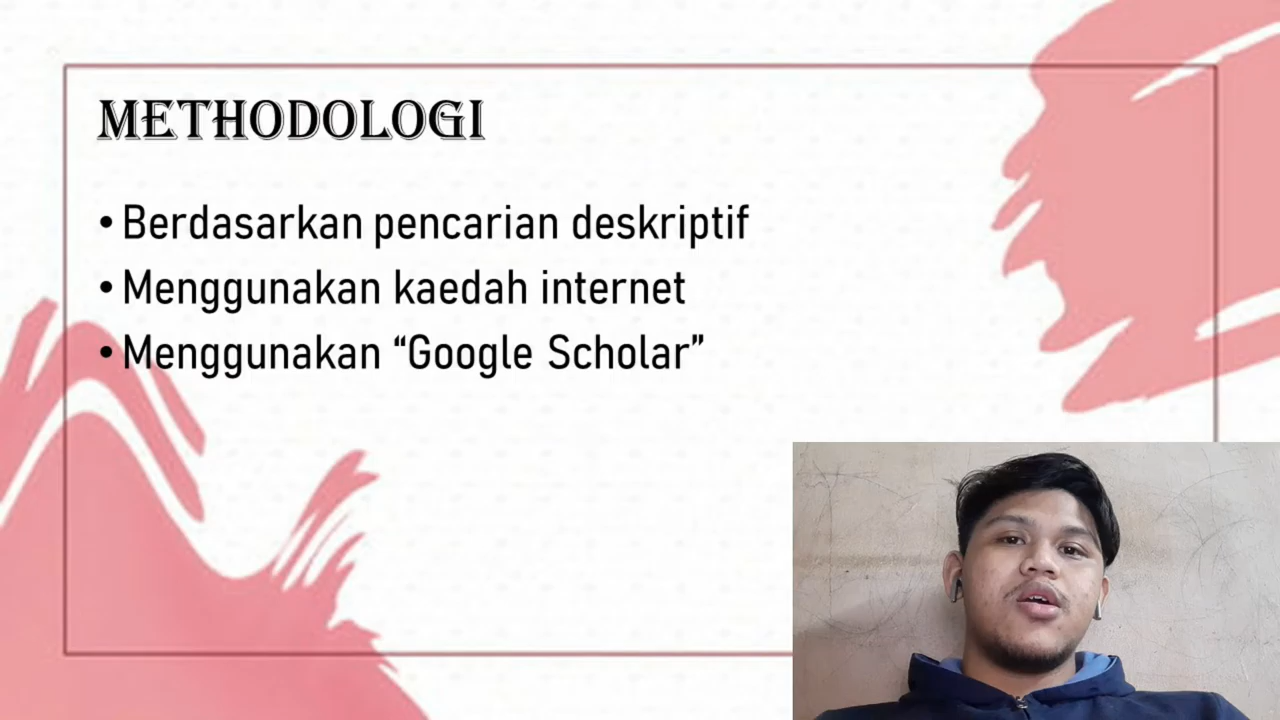 METHODOLOGI
• Berdasarkan pencarian deskriptif
• Menggunakan kaedah internet
• Menggunakan “Google Scholar”